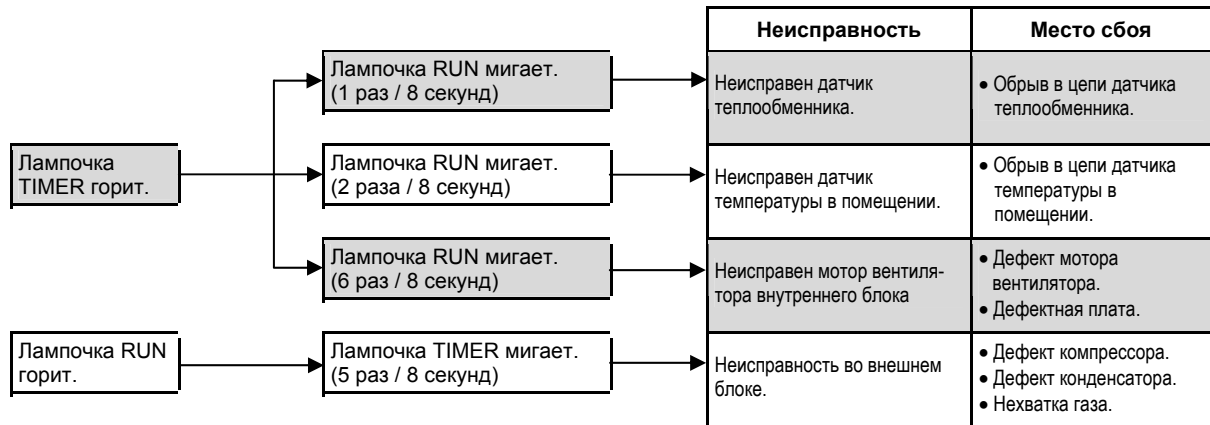 Неисправность
Место сбоя
Лампочка TIMER горит.
Лампочка RUN мигает.
(1 раз / 8 секунд)
Неисправен датчик
теплообменника.
• Обрыв в цепи датчика
теплообменника.
Лампочка RUN мигает.
(2 раза / 8 секунд)
Неисправен датчик
температуры в помещении.
• Обрыв в цепи датчика
температуры в
помещении.
Лампочка RUN мигает.
(6 раз / 8 секунд)
Неисправен мотор вентиля-
тора внутреннего блока
• Дефект мотора
вентилятора.
• Дефектная плата.
Лампочка RUN
горит.
Лампочка TIMER мигает.
(5 раз / 8 секунд)
Неисправность во внешнем
блоке.
• Дефект компрессора.
• Дефект конденсатора.
• Нехватка газа.